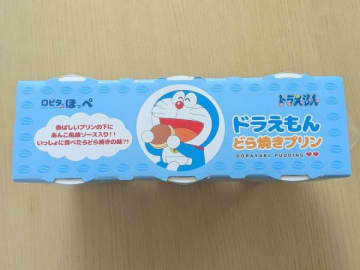 ロピタ ほっぺ
香ばしいプリンの下に
あんこ風味ソース入り!!
いっしょに食べたらどら焼きの味?!
ドラえもん
ドラえもん
どら焼きプリン
DORAYAKI PUDDING